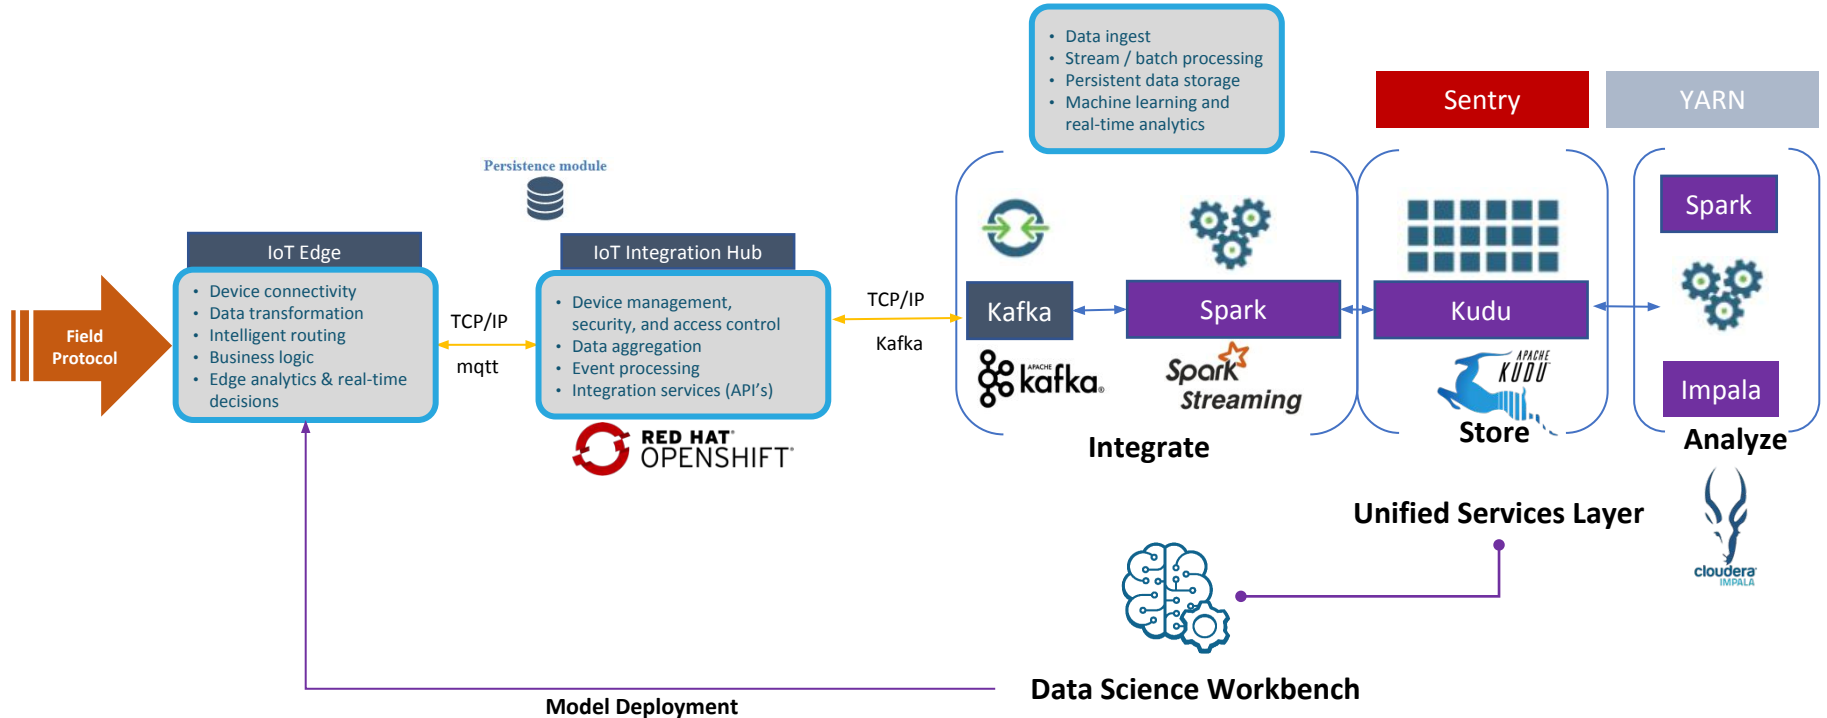 • Data ingest
• Stream / batch processing
• Persistent data storage
• Machine learning and
real-time analytics
Sentry
YARN
Persistence module
IoT Edge
• Device connectivity
• Data transformation
• Intelligent routing
• Business logic
• Edge analytics & real-time
decisions
Field
Protocol
TCP/IP
mqtt
IoT Integration Hub
• Device management,
security, and access control
• Data aggregation
• Event processing
• Integration services (API's)
RED HAT®
OPENSHIFT®
TCP/IP
Kafka
Kafka
APACHE
kafka®
Spark
Spark
Streaming
Integrate
Kudu
APACHE
KUDU
Store
Spark
Impala
Analyze
cloudera
IMPALA
Unified Services Layer
Data Science Workbench
Model Deployment